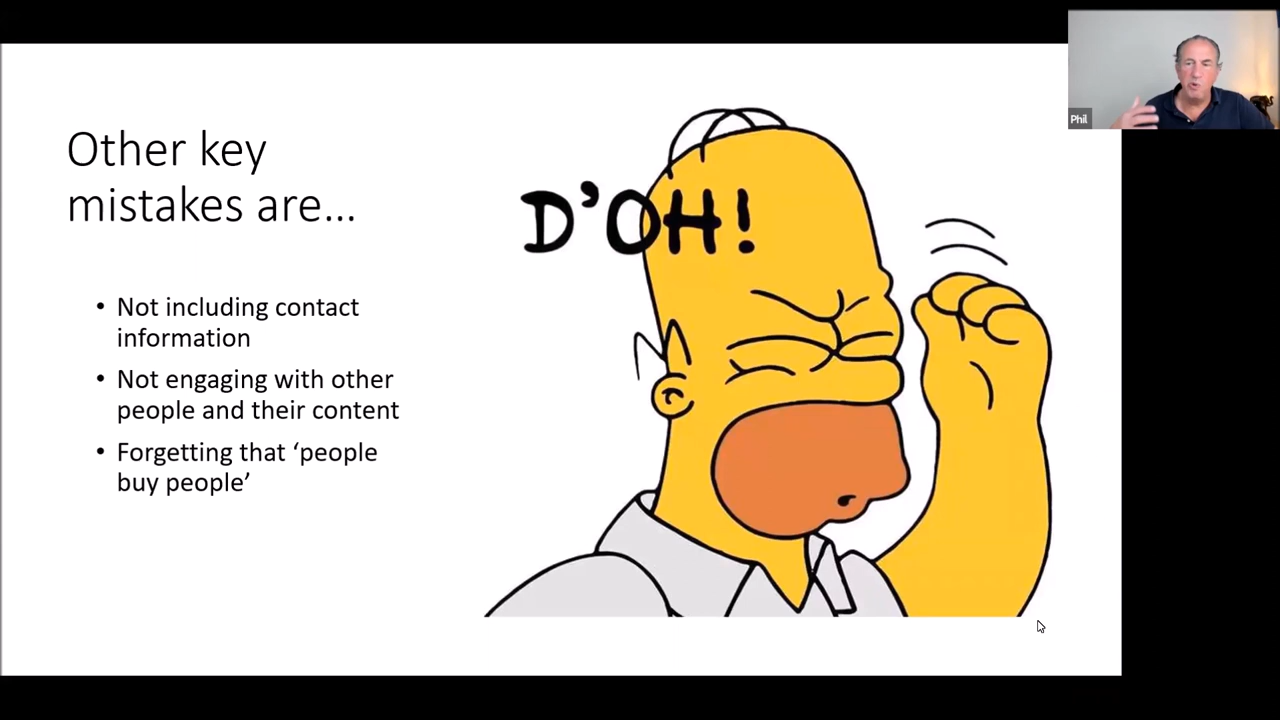 Other key
mistakes are...
D'OH!
• Not including contact
information
• Not engaging with other
people and their content
• Forgetting that ‘people
buy people’
Phil